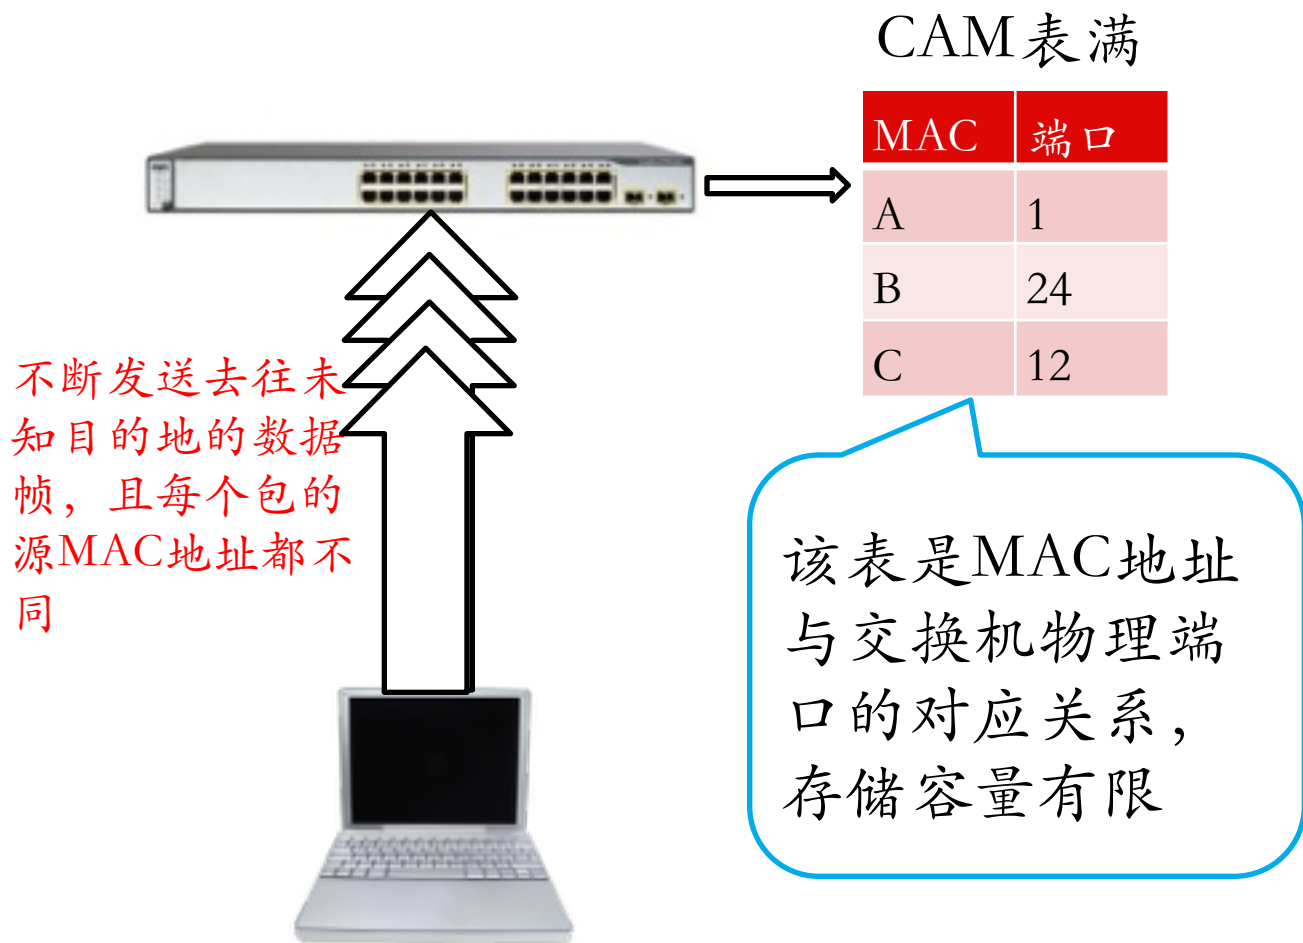 CAM表满
MAC 端口
A 1
B 24
C 12
不断发送去往未
知目的地的数据
帧，且每个包的
源MAC地址都不
同
该表是MAC地址
与交换机物理端
口的对应关系，
存储容量有限